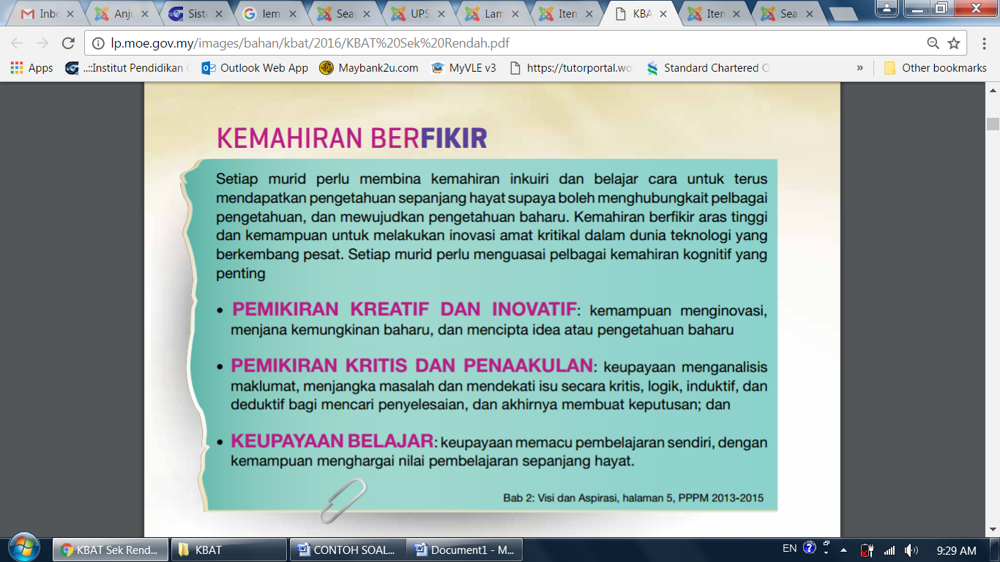 Inbo
Anju
Siste
lem
Sear
UPS
Lam
Item
KBA
Item
Sear
lp.moe.gov.my/images/bahan/kbat/2016/KBAT%20Sek%20Rendah.pdf
Apps
..::Institut Pendidikan
Outlook Web App
Maybank2u.com
MyVLE v3
https://tutorportal.wo
Standard Chartered O
»
Other bookmarks
KEMAHIRAN BERFIKIR
Setiap murid perlu membina kemahiran inkuiri dan belajar cara untuk terus
mendapatkan pengetahuan sepanjang hayat supaya boleh menghubungkait pelbagai
pengetahuan, dan mewujudkan pengetahuan baharu. Kemahiran berfikir aras tinggi
dan kemampuan untuk melakukan inovasi amat kritikal dalam dunia teknologi yang
berkembang pesat. Setiap murid perlu menguasai pelbagai kemahiran kognitif yang
penting
• PEMIKIRAN KREATIF DAN INOVATIF: kemampuan menginovasi,
menjana kemungkinan baharu, dan mencipta idea atau pengetahuan baharu
• PEMIKIRAN KRITIS DAN PENAAKULAN: keupayaan menganalisis
maklumat, menjangka masalah dan mendekati isu secara kritis, logik, induktif, dan
deduktif bagi mencari penyelesaian, dan akhirnya membuat keputusan; dan
• KEUPAYAAN BELAJAR: keupayaan memacu pembelajaran sendiri, dengan
kemampuan menghargai nilai pembelajaran sepanjang hayat.
Bab 2: Visi dan Aspirasi, halaman 5, PPPM 2013-2015
KBAT Sek Rend...
KBAT
CONTOH SOAL...
Document1 - M...
EN
9:29 AM